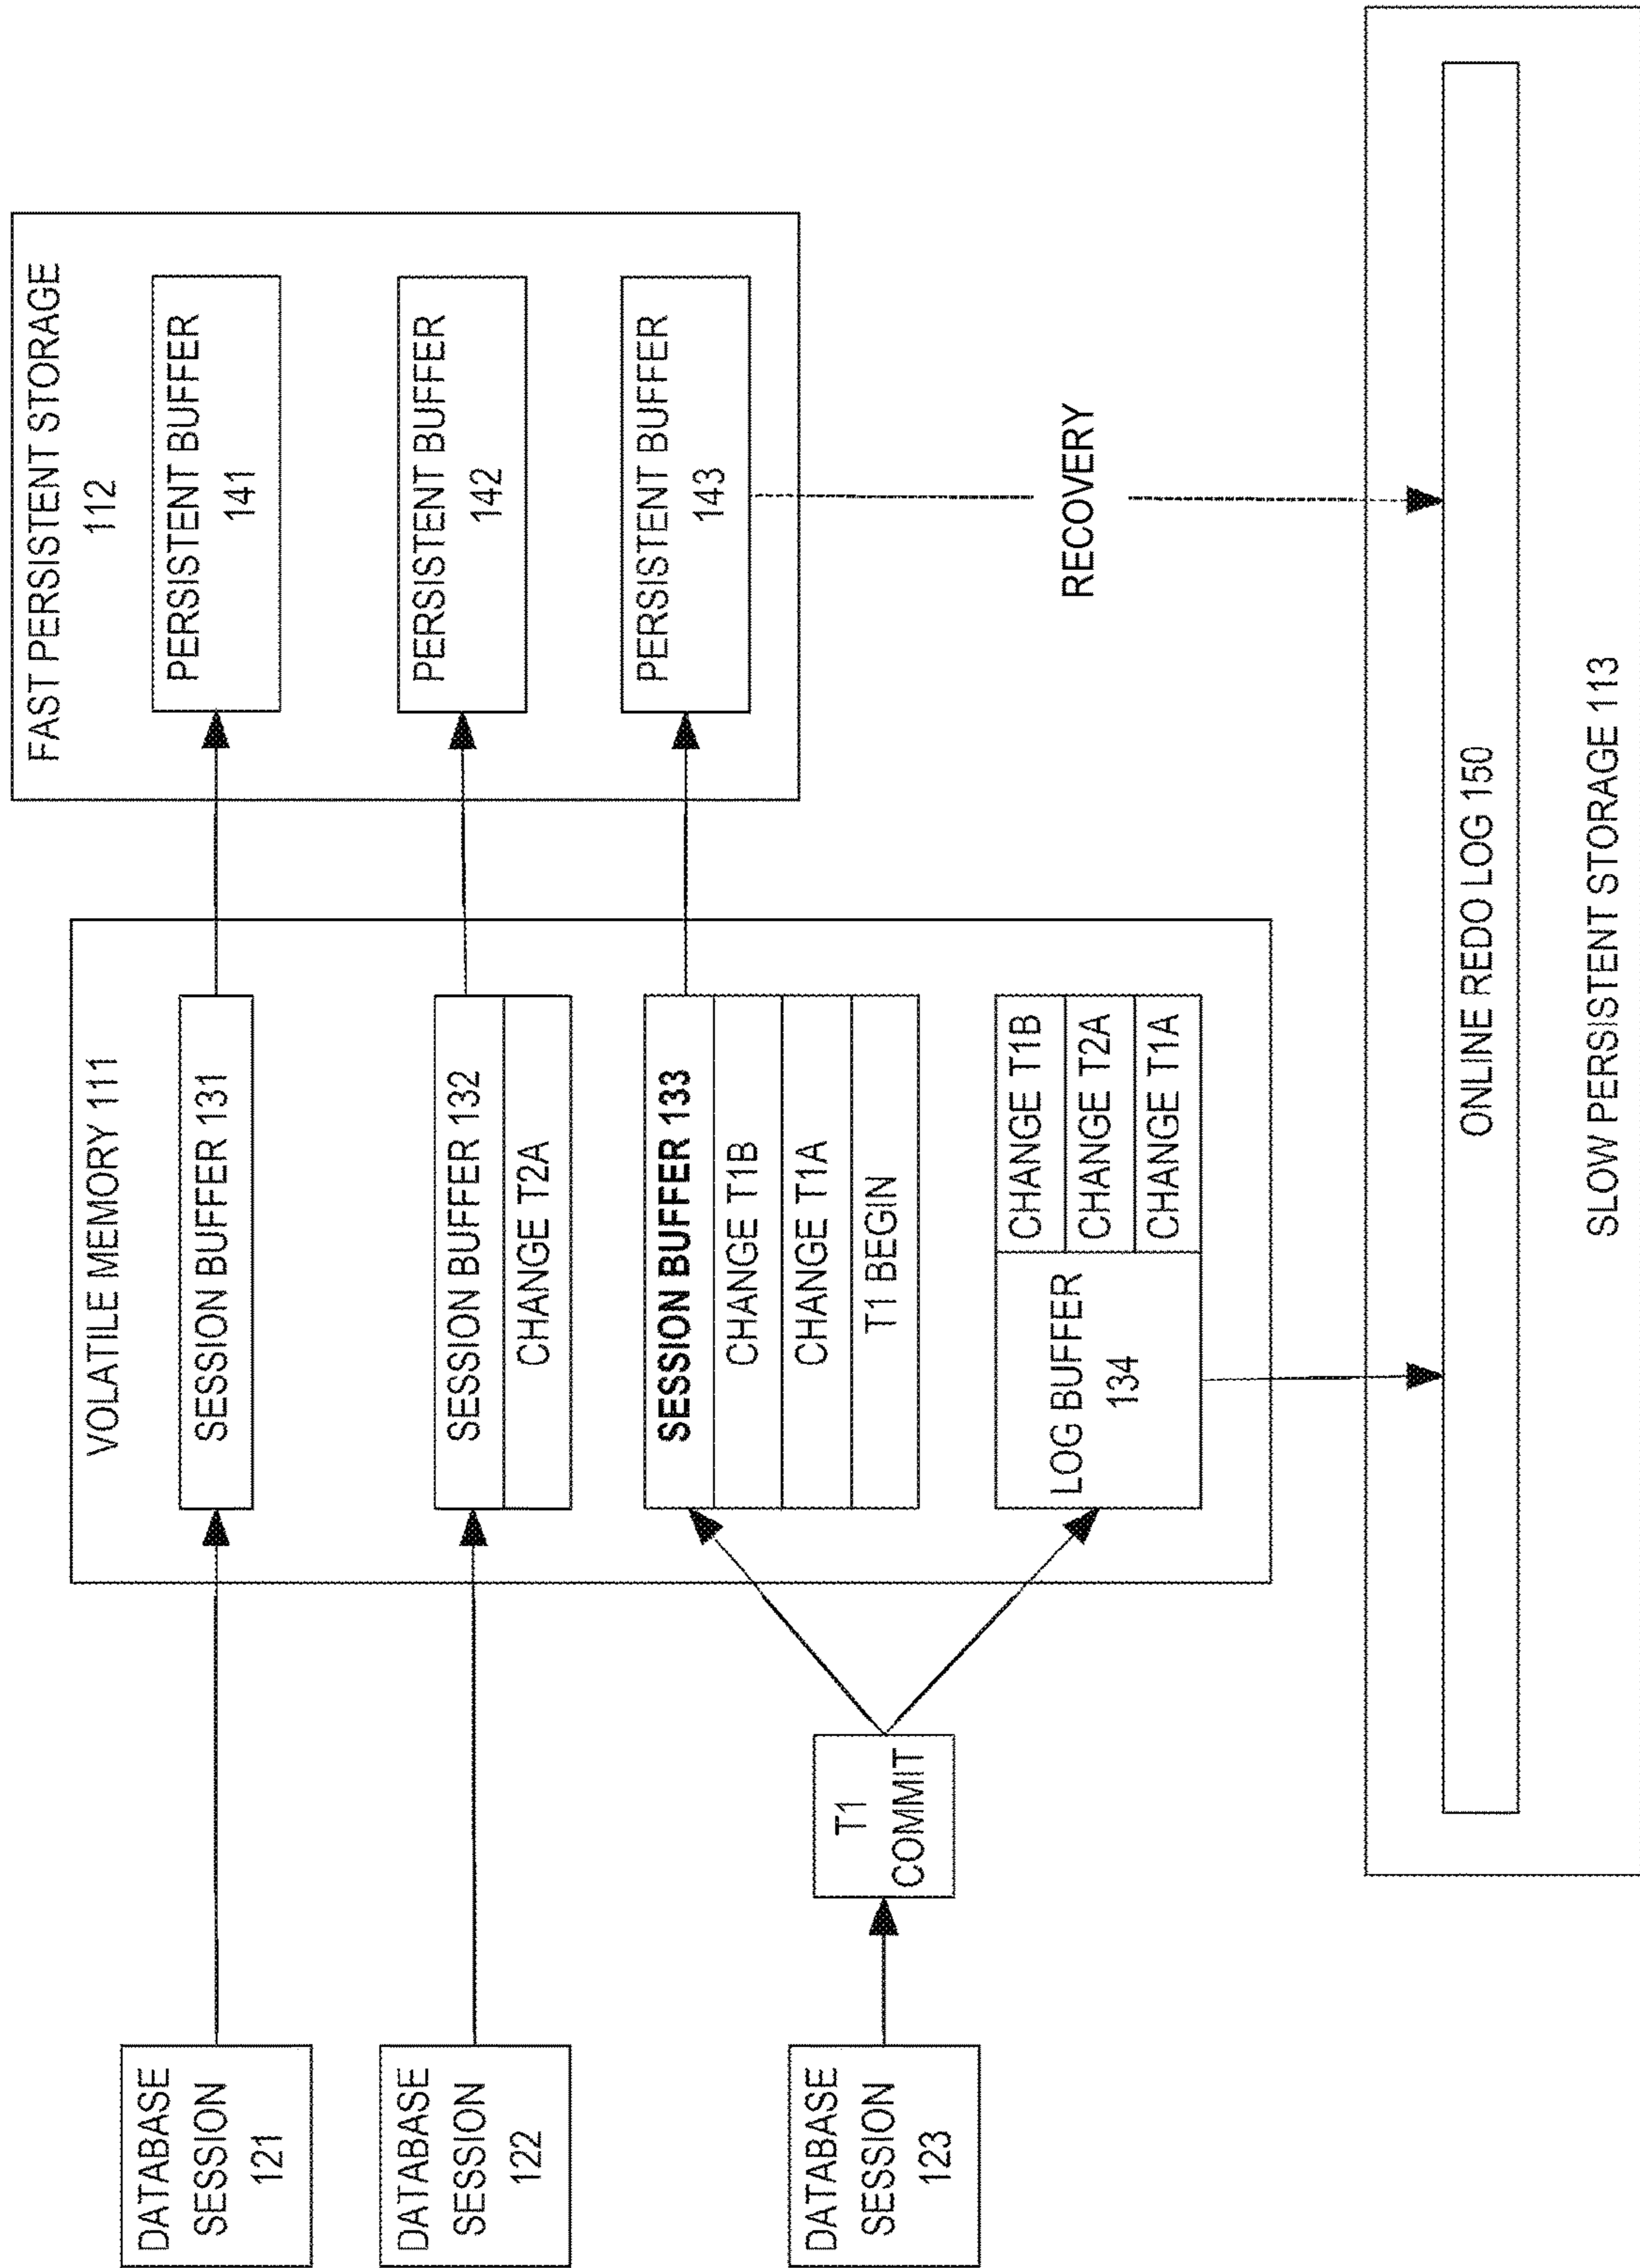 DATABASE
SESSION
121
DATABASE
SESSION
122
DATABASE
SESSION
123
T1
COMMIT
VOLATILE MEMORY 111
SESSION BUFFER 131
SESSION BUFFER 132
CHANGE T2A
SESSION BUFFER 133
CHANGE T1B
CHANGE T1A
T1 BEGIN
LOG BUFFER
134
CHANGE T1B
CHANGE T2A
CHANGE T1A
FAST PERSISTENT STORAGE
112
PERSISTENT BUFFER
141
PERSISTENT BUFFER
142
PERSISTENT BUFFER
143
RECOVERY
ONLINE REDO LOG 150
SLOW PERSISTENT STORAGE 113